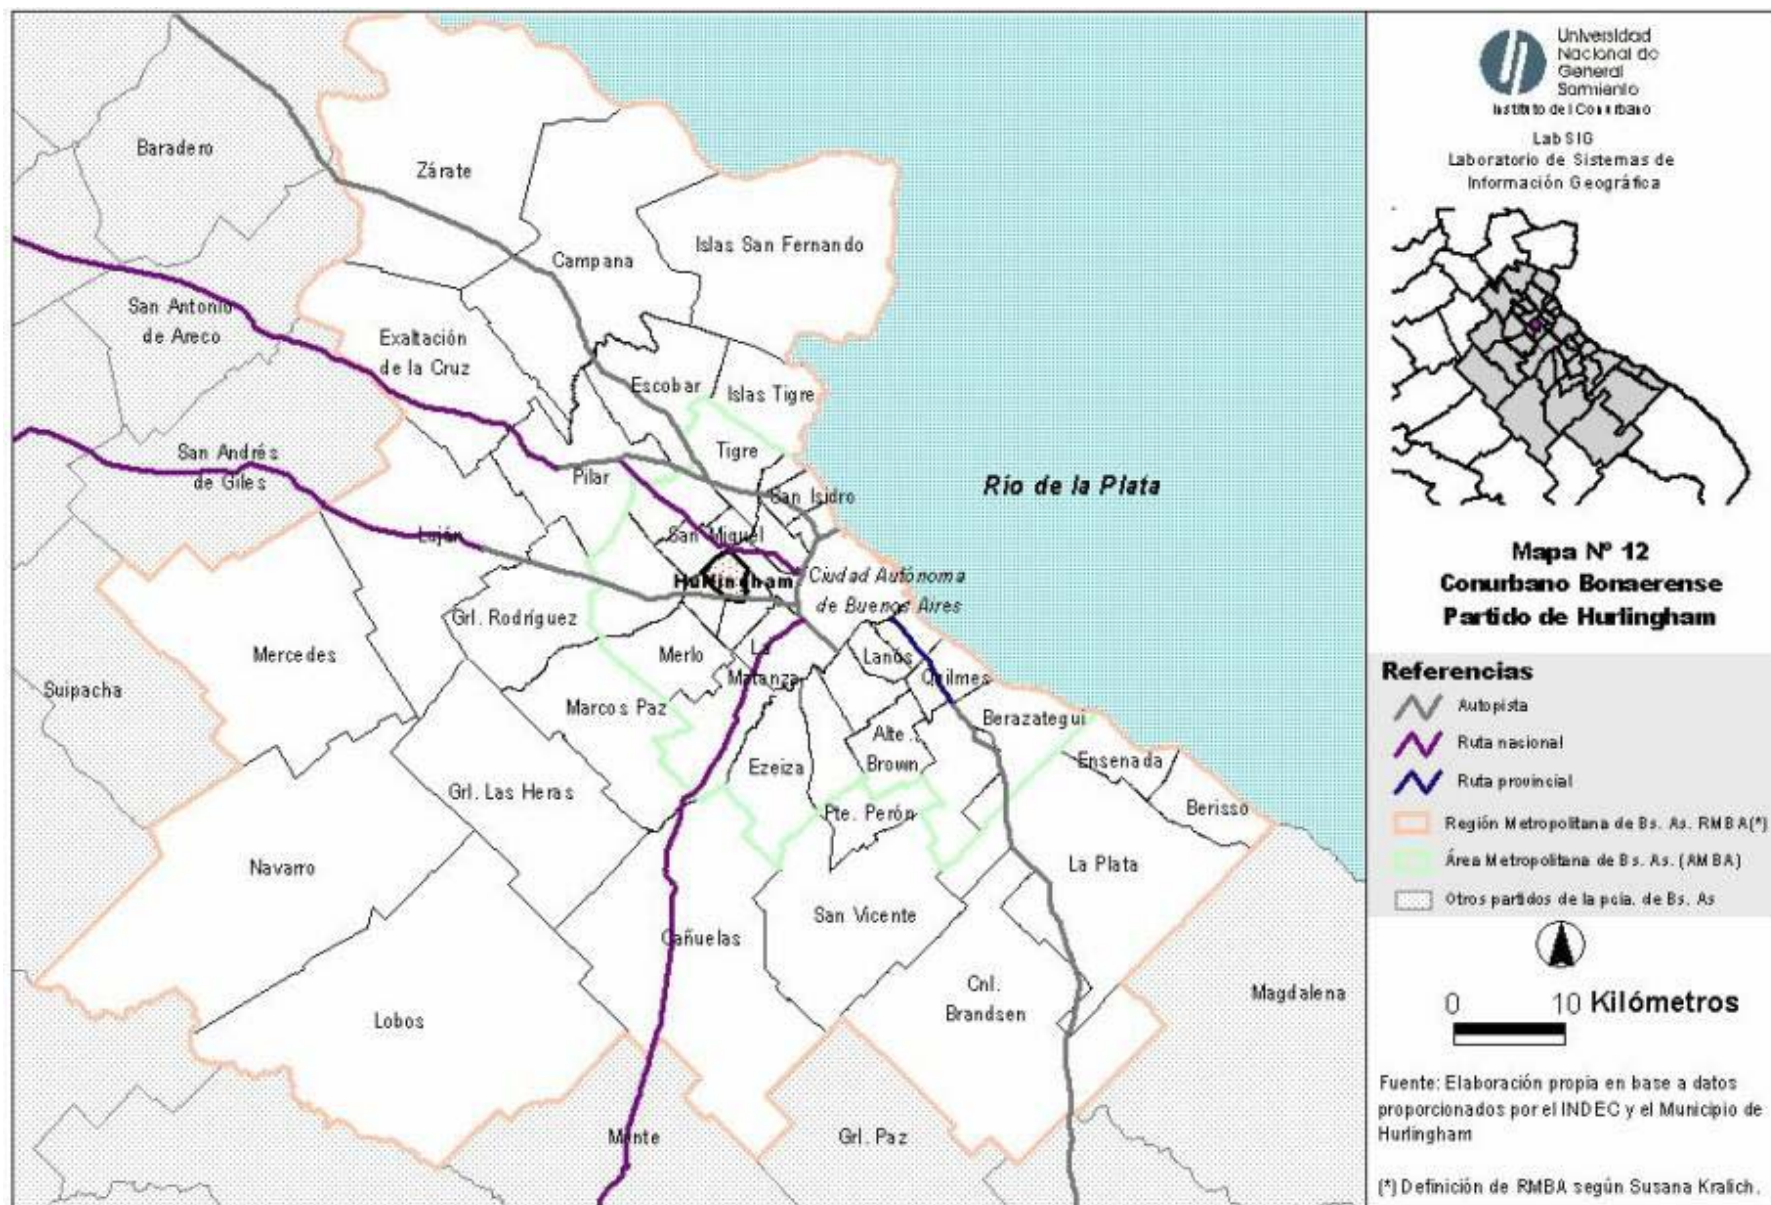 Baradero
Zárate
Islas San Fernando
Campana
San Antonio
de Areco
Exaltación
de la Cruz
Escobar
Islas Tigre
San Andrés
de Giles
Tigre
Pilar
San Isidro
Río de la Plata
Luján
San Miguel
Hurlingham
Ciudad Autónoma
de Buenos Aires
Grl. Rodríguez
Mercedes
Merlo
La
Matanza
Lanús
Quilmes
Suipacha
Marcos Paz
Berazategui
Alte.
Brown
Ezeiza
Ensenada
Grl. Las Heras
Pte. Perón
Berisso
Navarro
La Plata
San Vicente
Cañuelas
Cnl.
Brandsen
Magdalena
Lobos
Monte
Grl. Paz
Universidad
Nacional de
General
Sarmiento
Instituto del Conurbano
Lab SIG
Laboratorio de Sistemas de
Información Geográfica
Mapa Nº 12
Conurbano Bonaerense
Partido de Hurlingham
Referencias
Autopista
Ruta nacional
Ruta provincial
Región Metropolitana de Bs. As. RMBA(*)
Área Metropolitana de Bs. As. (AMBA)
Otros partidos de la pcia. de Bs. As
0 10 Kilómetros
Fuente: Elaboración propia en base a datos
proporcionados por el INDEC y el Municipio de
Hurlingham
(*) Definición de RMBA según Susana Kralich.